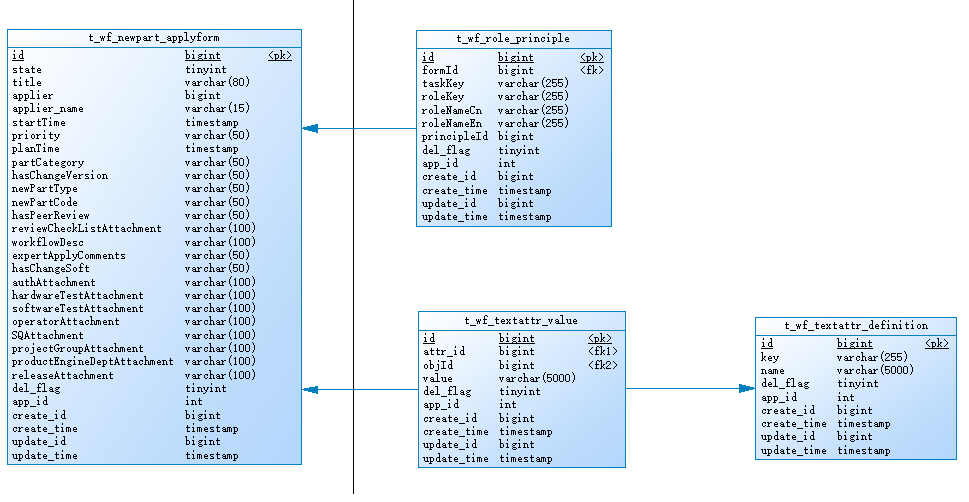 t_wf_newpart_applyform
id bigint <pk>
state tinyint
title varchar(80)
applier bigint
applier_name varchar(15)
startTime timestamp
priority varchar(50)
planTime timestamp
partCategory varchar(50)
hasChangeVersion varchar(50)
newPartType varchar(50)
newPartCode varchar(50)
hasPeerReview varchar(50)
reviewCheckListAttachment varchar(100)
workflowDesc varchar(100)
expertApplyComments varchar(50)
hasChangeSoft varchar(50)
authAttachment varchar(100)
hardwareTestAttachment varchar(100)
softwareTestAttachment varchar(100)
operatorAttachment varchar(100)
SQAttachment varchar(100)
projectGroupAttachment varchar(100)
productEngineDeptAttachment varchar(100)
releaseAttachment varchar(100)
del_flag tinyint
app_id int
create_id bigint
create_time timestamp
update_id bigint
update_time timestamp
t_wf_role_principle
id bigint <pk>
formId bigint <fk>
taskKey varchar(255)
roleKey varchar(255)
roleNameCn varchar(255)
roleNameEn varchar(255)
principleId bigint
del_flag tinyint
app_id int
create_id bigint
create_time timestamp
update_id bigint
update_time timestamp
t_wf_textattr_value
id bigint <pk>
attr_id bigint <fk1>
objId bigint <fk2>
value varchar(5000)
del_flag tinyint
app_id int
create_id bigint
create_time timestamp
update_id bigint
update_time timestamp
t_wf_textattr_definition
id bigint <pk>
key varchar(255)
name varchar(5000)
del_flag tinyint
app_id int
create_id bigint
create_time timestamp
update_id bigint
update_time timestamp